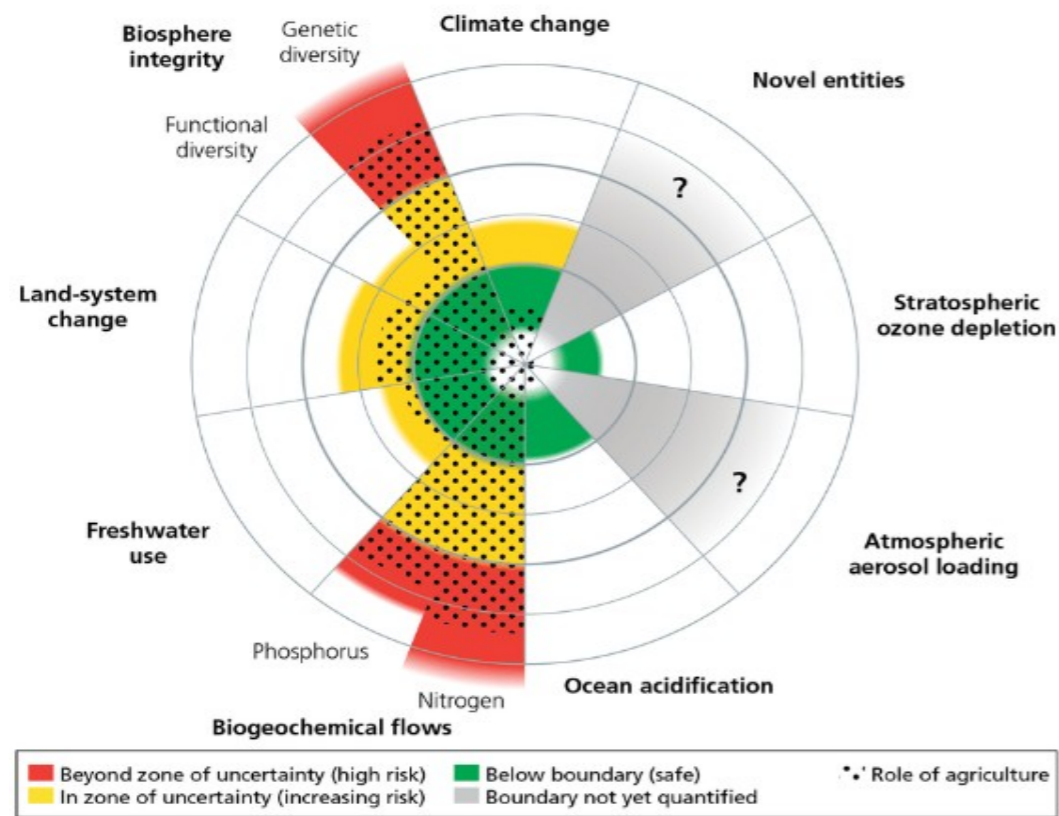 Climate change
Biosphere
integrity
Genetic
diversity
Novel entities
Functional
diversity
?
Land-system
change
Stratospheric
ozone depletion
?
Freshwater
use
Atmospheric
aerosol loading
Phosphorus
Nitrogen
Ocean acidification
Biogeochemical flows
Beyond zone of uncertainty (high risk)
Below boundary (safe)
Role of agriculture
In zone of uncertainty (increasing risk)
Boundary not yet quantified